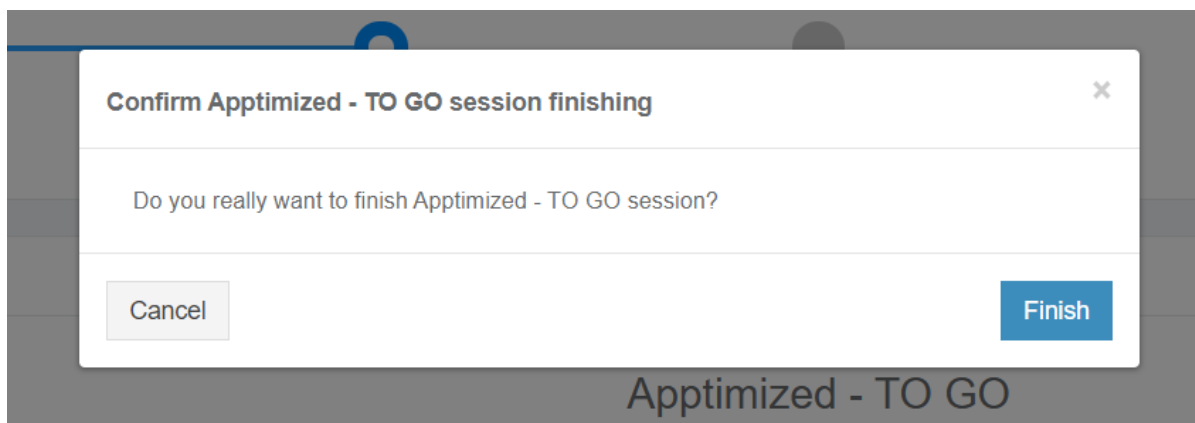 Confirm Apptimized - TO GO session finishing ×
Do you really want to finish Apptimized - TO GO session?
Cancel Finish
Apptimized - TO GO